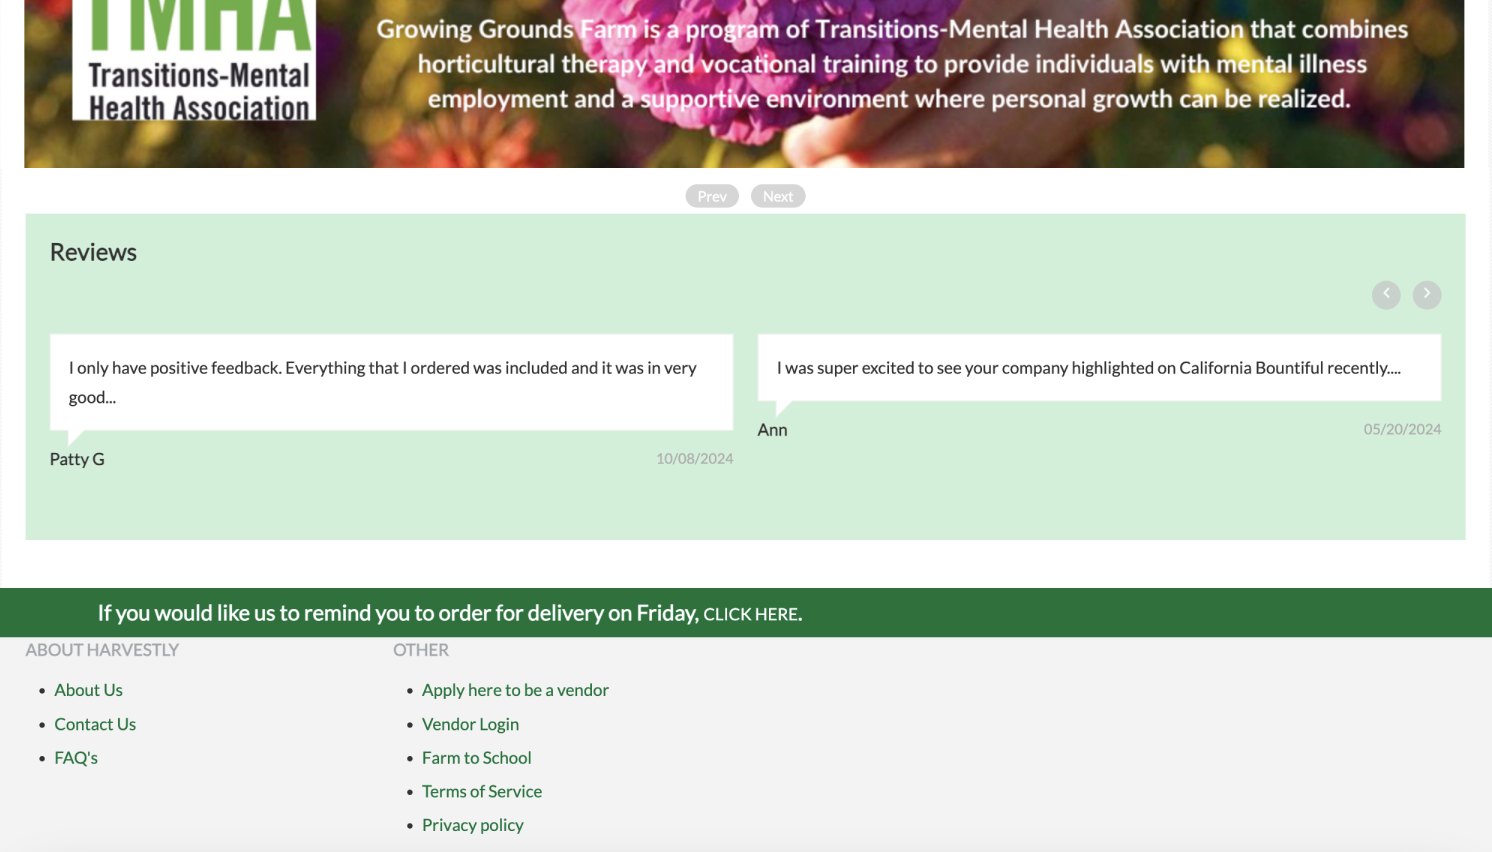 TMHA
Transitions-Mental
Health Association
Growing Grounds Farm is a program of Transitions-Mental Health Association that combines
horticultural therapy and vocational training to provide individuals with mental illness
employment and a supportive environment where personal growth can be realized.
Prev Next
Reviews
I only have positive feedback. Everything that I ordered was included and it was in very
good...
Patty G 10/08/2024
I was super excited to see your company highlighted on California Bountiful recently....
Ann 05/20/2024
If you would like us to remind you to order for delivery on Friday, CLICK HERE.
ABOUT HARVESTLY
• About Us
• Contact Us
• FAQ's
OTHER
• Apply here to be a vendor
• Vendor Login
• Farm to School
• Terms of Service
• Privacy policy